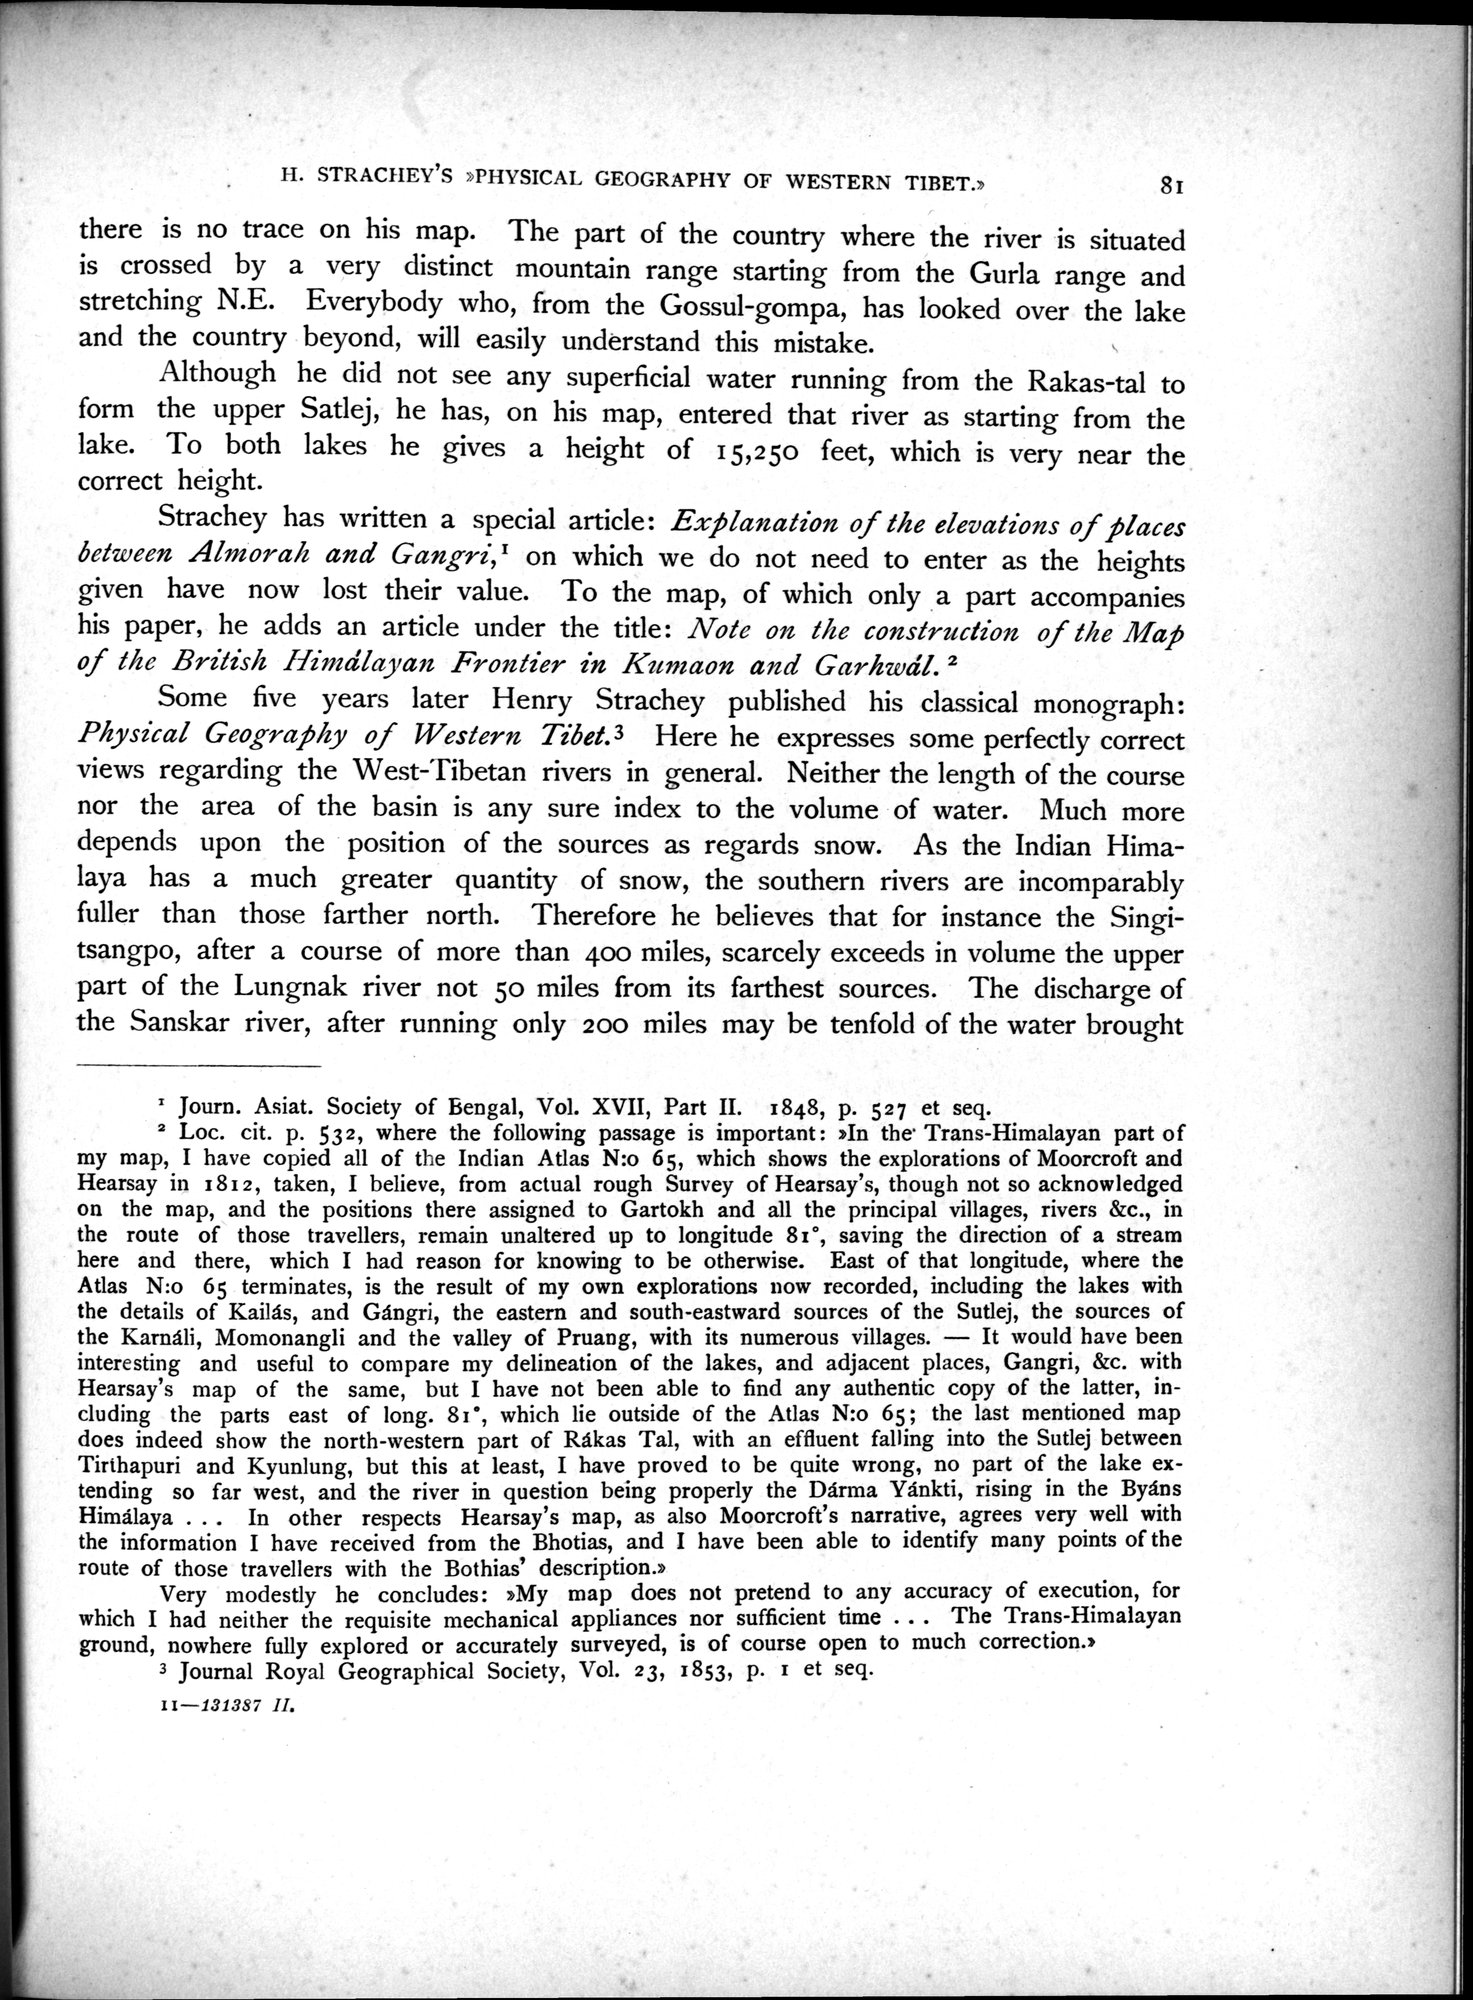 H. STRACHEY'S »PHYSICAL GEOGRAPHY OF WESTERN TIBET.» 81
there is no trace on his map. The part of the country where the river is situated
is crossed by a very distinct mountain range starting from the Gurla range and
stretching N.E. Everybody who, from the Gossul-gompa, has looked over the lake
and the country beyond, will easily understand this mistake.
Although he did not see any superficial water running from the Rakas-tal to
form the upper Satlej, he has, on his map, entered that river as starting from the
lake. To both lakes he gives a height of 15,250 feet, which is very near the
correct height.
Strachey has written a special article: Explanation of the elevations of places
between Almorah and Gangri,¹ on which we do not need to enter as the heights
given have now lost their value. To the map, of which only a part accompanies
his paper, he adds an article under the title: Note on the construction of the Map
of the British Himálayan Frontier in Kumaon and Garhwál.²
Some five years later Henry Strachey published his classical monograph:
Physical Geography of Western Tibet.³ Here he expresses some perfectly correct
views regarding the West-Tibetan rivers in general. Neither the length of the course
nor the area of the basin is any sure index to the volume of water. Much more
depends upon the position of the sources as regards snow. As the Indian Hima-
laya has a much greater quantity of snow, the southern rivers are incomparably
fuller than those farther north. Therefore he believes that for instance the Singi-
tsangpo, after a course of more than 400 miles, scarcely exceeds in volume the upper
part of the Lungnak river not 50 miles from its farthest sources. The discharge of
the Sanskar river, after running only 200 miles may be tenfold of the water brought
¹ Journ. Asiat. Society of Bengal, Vol. XVII, Part II. 1848, p. 527 et seq.
² Loc. cit. p. 532, where the following passage is important: »In the Trans-Himalayan part of
my map, I have copied all of the Indian Atlas N:o 65, which shows the explorations of Moorcroft and
Hearsay in 1812, taken, I believe, from actual rough Survey of Hearsay's, though not so acknowledged
on the map, and the positions there assigned to Gartokh and all the principal villages, rivers &c., in
the route of those travellers, remain unaltered up to longitude 81°, saving the direction of a stream
here and there, which I had reason for knowing to be otherwise. East of that longitude, where the
Atlas N:o 65 terminates, is the result of my own explorations now recorded, including the lakes with
the details of Kailás, and Gángri, the eastern and south-eastward sources of the Sutlej, the sources of
the Karnáli, Momonangli and the valley of Pruang, with its numerous villages. — It would have been
interesting and useful to compare my delineation of the lakes, and adjacent places, Gangri, &c. with
Hearsay's map of the same, but I have not been able to find any authentic copy of the latter, in-
cluding the parts east of long. 81°, which lie outside of the Atlas N:o 65; the last mentioned map
does indeed show the north-western part of Rákas Tal, with an effluent falling into the Sutlej between
Tirthapuri and Kyunlung, but this at least, I have proved to be quite wrong, no part of the lake ex-
tending so far west, and the river in question being properly the Dárma Yánkti, rising in the Byáns
Himálaya . . . In other respects Hearsay's map, as also Moorcroft's narrative, agrees very well with
the information I have received from the Bhotias, and I have been able to identify many points of the
route of those travellers with the Bothias' description.»
Very modestly he concludes: »My map does not pretend to any accuracy of execution, for
which I had neither the requisite mechanical appliances nor sufficient time . . . The Trans-Himalayan
ground, nowhere fully explored or accurately surveyed, is of course open to much correction.»
³ Journal Royal Geographical Society, Vol. 23, 1853, p. 1 et seq.
11—131387 II.